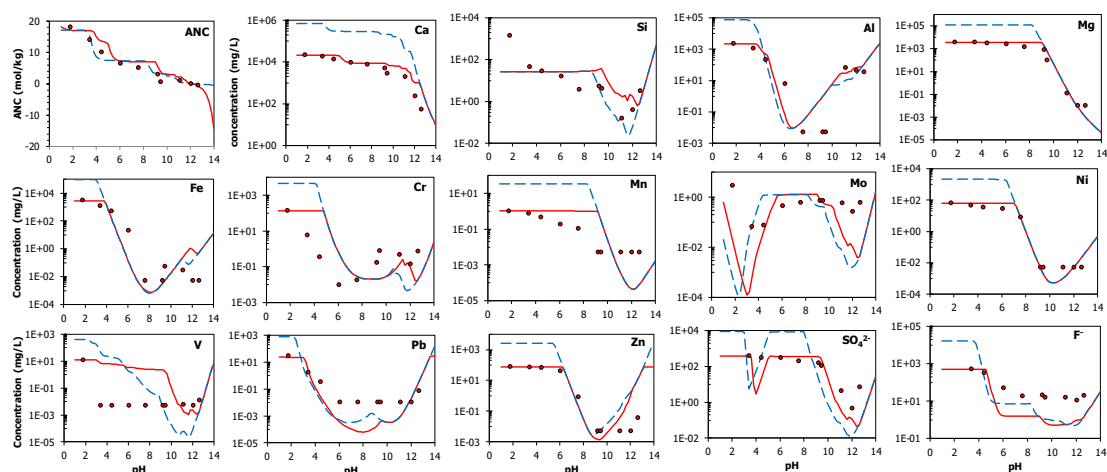 ANC
ANC (mol/kg)
20
10
0
-10
-20
0 2 4 6 8 10 12 14
Ca
concentration (mg/L)
1E+06
1E+04
1E+02
1E+00
0 2 4 6 8 10 12 14
Si
1E+04
1E+02
1E+00
1E-02
0 2 4 6 8 10 12 14
Al
1E+05
1E+03
1E+01
1E-01
1E-03
0 2 4 6 8 10 12 14
Mg
1E+05
1E+03
1E+01
1E-01
1E-03
1E-05
0 2 4 6 8 10 12 14
Fe
Concentration (mg/L)
1E+04
1E+02
1E+00
1E-02
1E-04
0 2 4 6 8 10 12 14
Cr
1E+03
1E+01
1E-01
1E-03
0 2 4 6 8 10 12 14
Mn
1E+03
1E+01
1E-01
1E-03
1E-05
0 2 4 6 8 10 12 14
Mo
1E+00
1E-02
1E-04
0 2 4 6 8 10 12 14
Ni
1E+03
1E+01
1E-01
1E-03
0 2 4 6 8 10 12 14
V
Concentration (mg/L)
1E+03
1E+01
1E-01
1E-03
1E-05
0 2 4 6 8 10 12 14
pH
Pb
1E+03
1E+01
1E-01
1E-03
1E-05
0 2 4 6 8 10 12 14
pH
Zn
1E+03
1E+01
1E-01
1E-03
0 2 4 6 8 10 12 14
pH
SO₄²⁻
1E+04
1E+02
1E+00
1E-02
0 2 4 6 8 10 12 14
pH
F⁻
1E+05
1E+03
1E+01
1E-01
0 2 4 6 8 10 12 14
pH